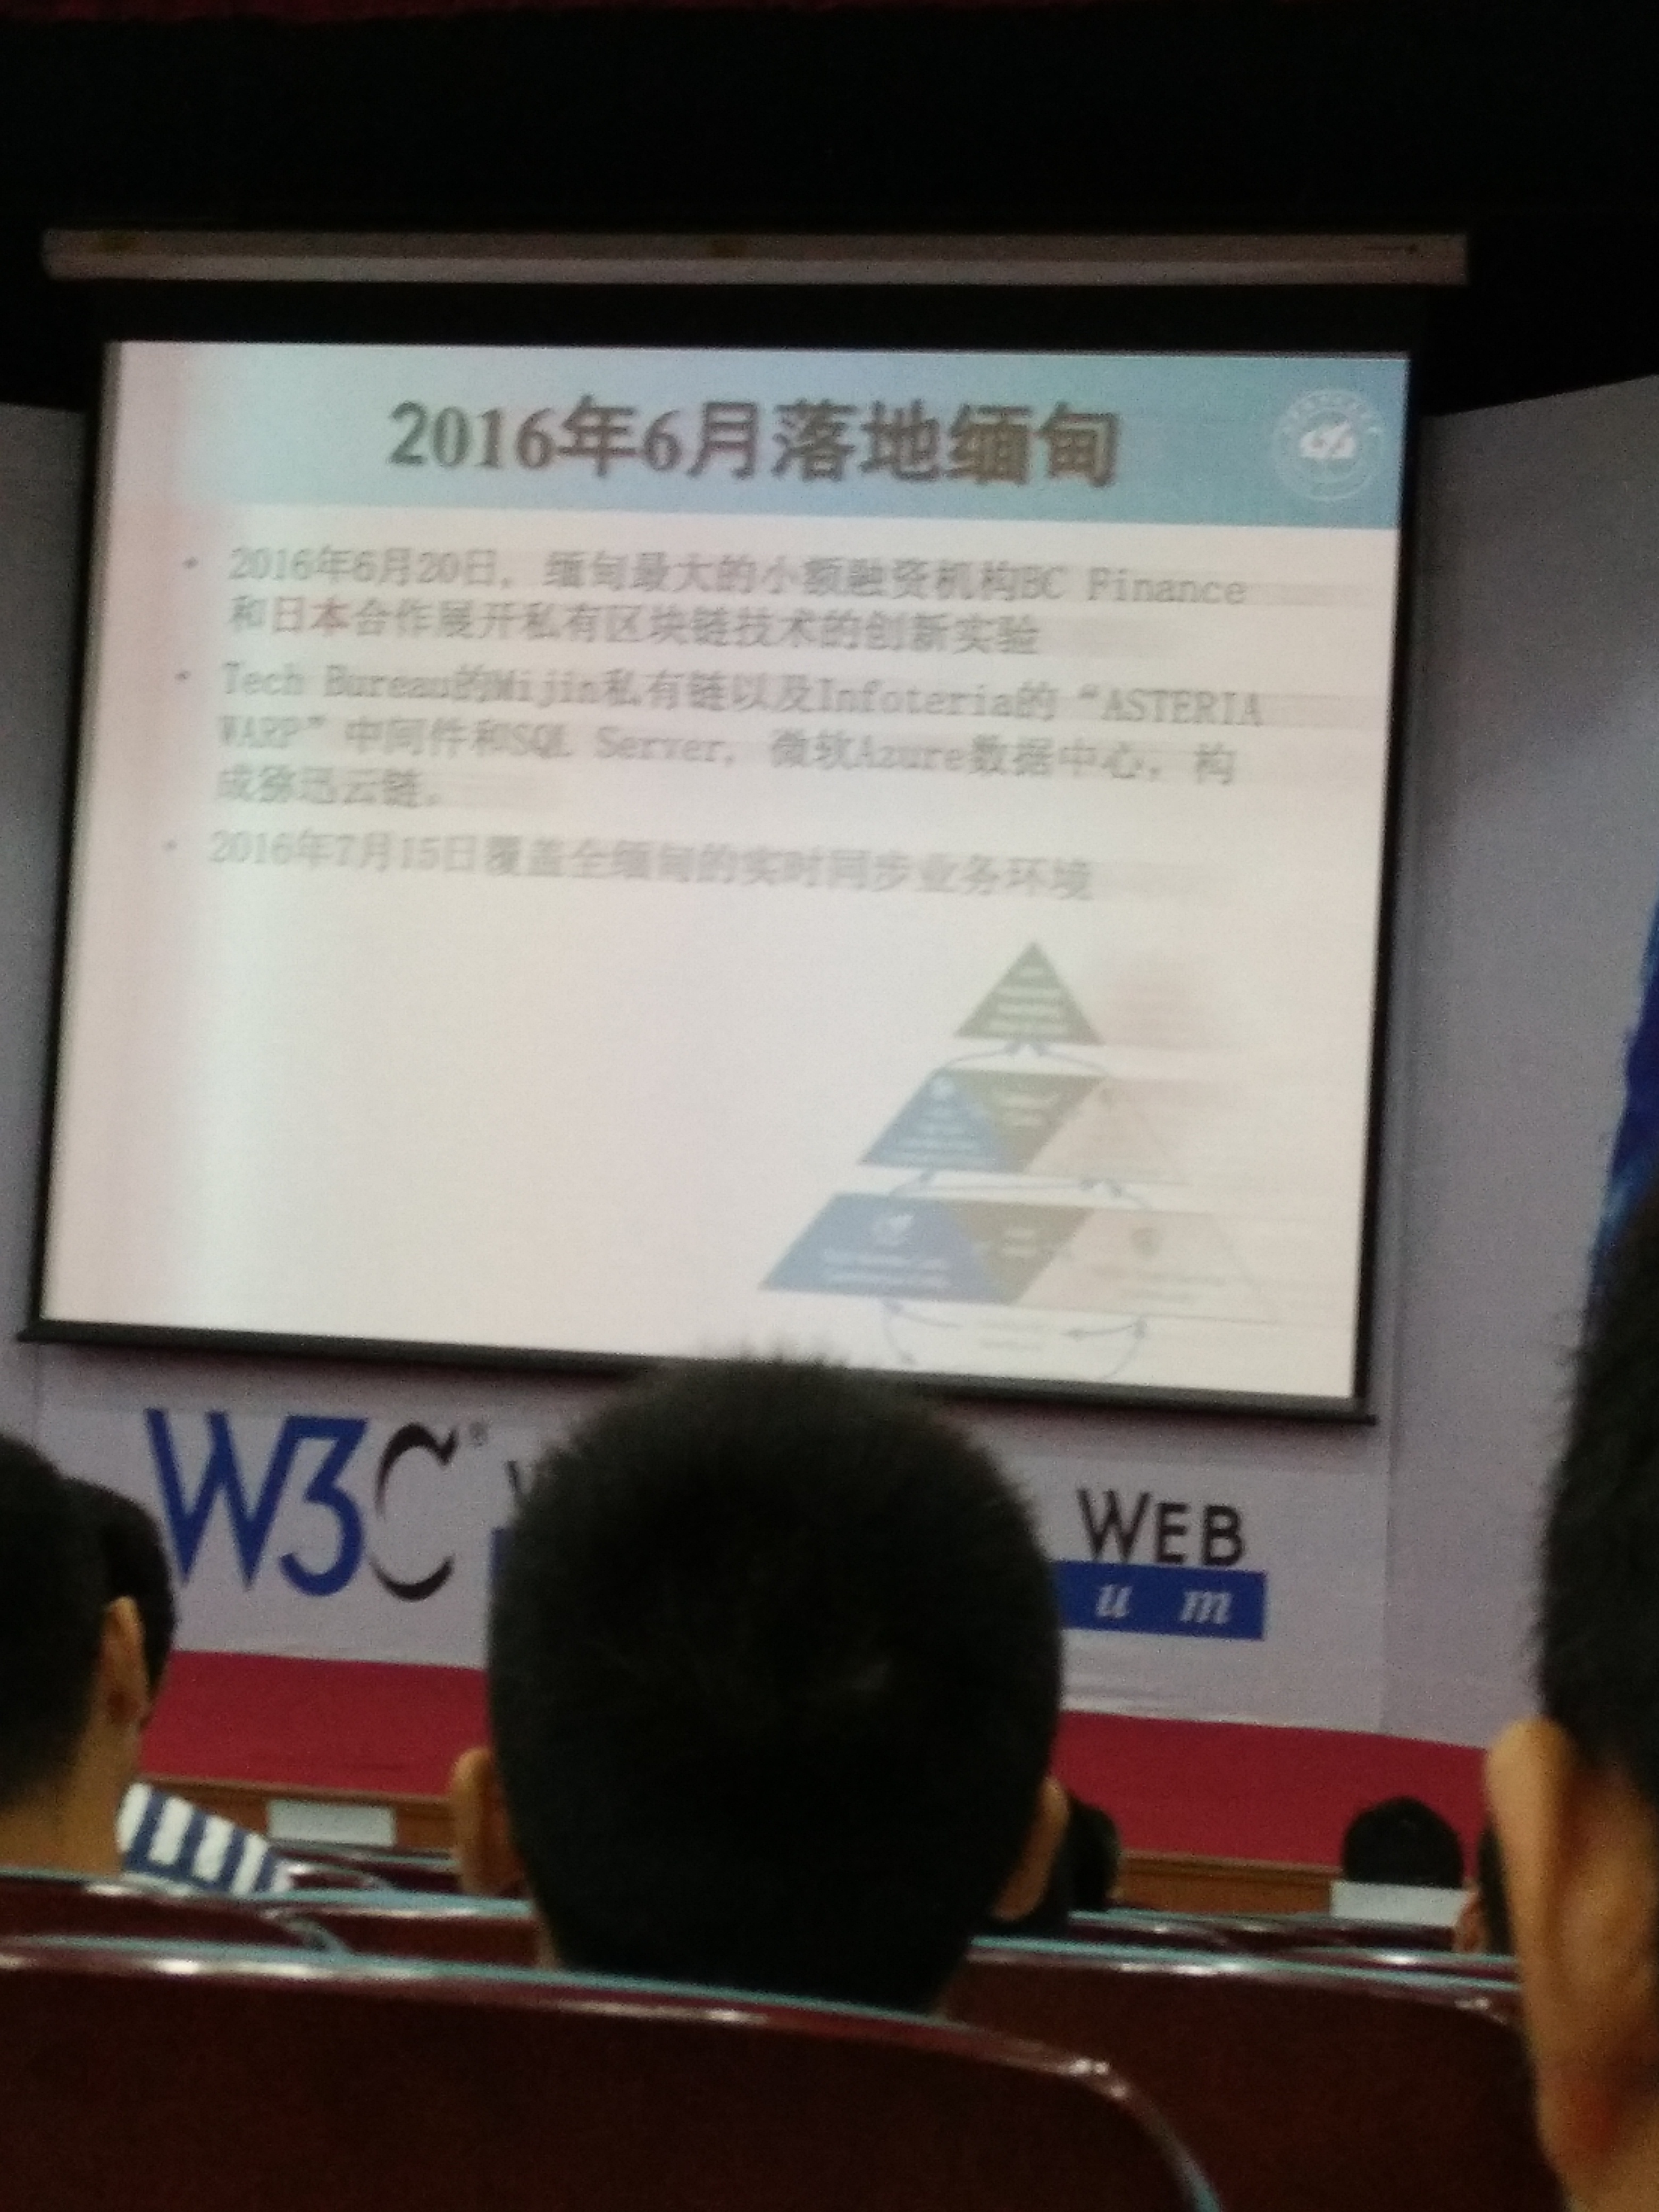 2016年6月落地缅甸
• 2016年6月20日，缅甸最大的小额融资机构BC Finance
和日本合作展开私有区块链技术的创新实验
• Tech Bureau的Mijin私有链以及Infoteria的“ASTERIA
WARP”中间件和SQL Server，微软Azure数据中心，构
成 云链。
• 2016年7月15日覆盖全缅甸的实时同步业务环境
W3C®
WEB
u m